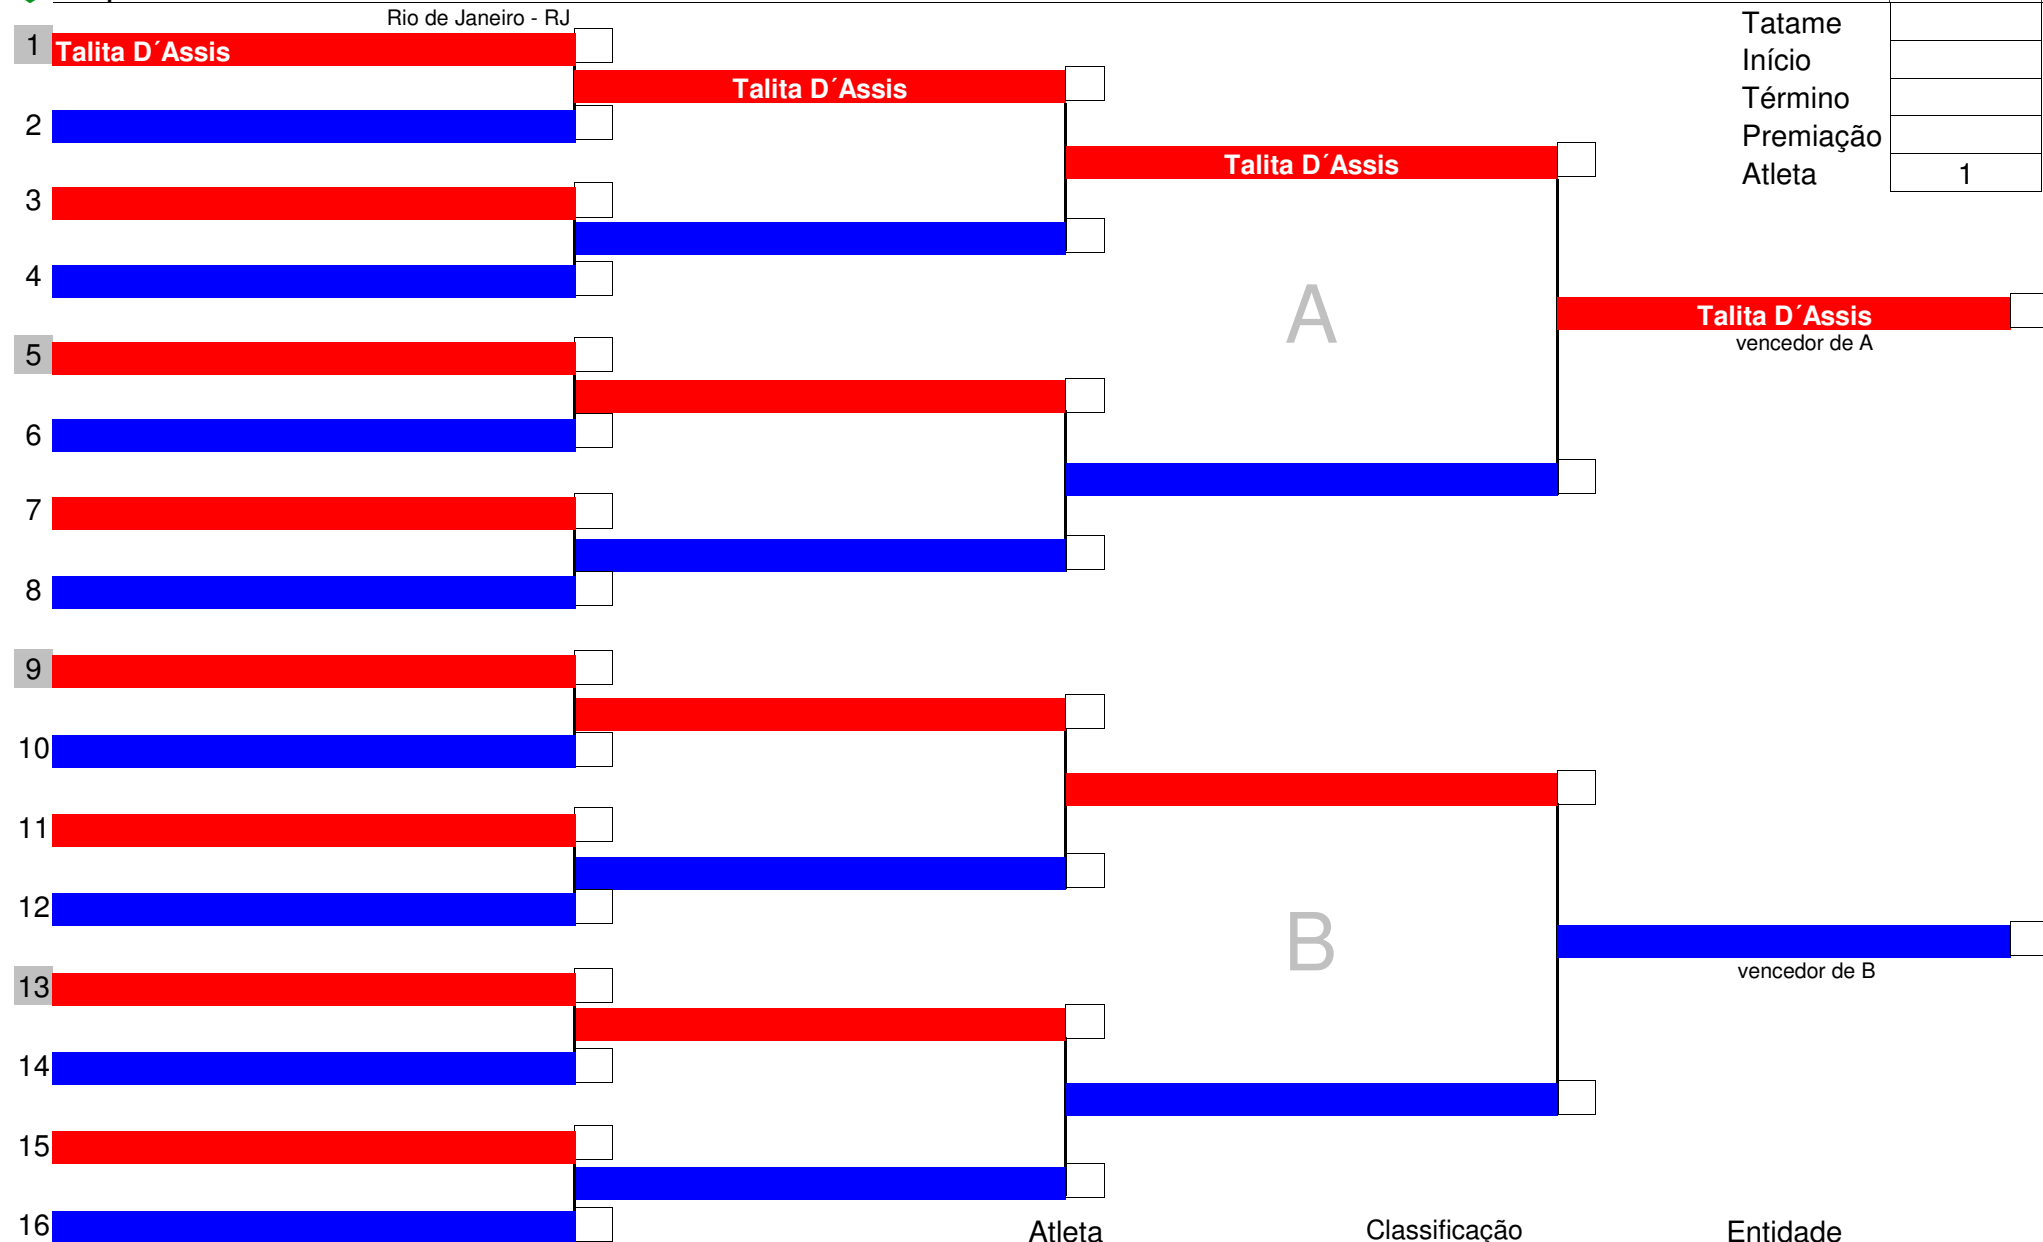 Rio de Janeiro - RJ
Tatame
1 Talita D´Assis
Início
Talita D´Assis
Término
2
Premiação
Talita D´Assis
Atleta 1
3
4
A
Talita D´Assis
vencedor de A
5
6
7
8
9
10
11
12
B
vencedor de B
13
14
15
16
Atleta Classificação Entidade